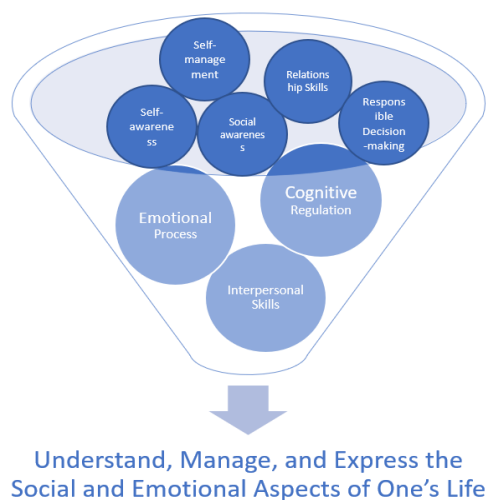 Self-
manage
ment
Relations
hip Skills
Self-
awarene
ss
Social
awarenes
s
Respons
ible
Decision
-making
Emotional
Process
Cognitive
Regulation
Interpersonal
Skills
Understand, Manage, and Express the
Social and Emotional Aspects of One’s Life